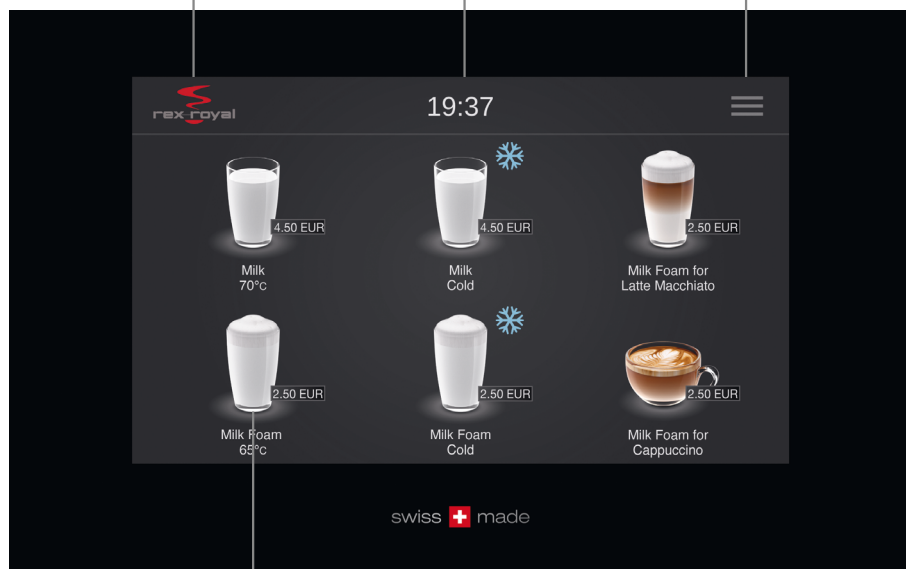 rex-royal
19:37
4.50 EUR
4.50 EUR
2.50 EUR
Milk
70°C
Milk
Cold
Milk Foam for
Latte Macchiato
2.50 EUR
2.50 EUR
2.50 EUR
Milk Foam
65°C
Milk Foam
Cold
Milk Foam for
Cappuccino
swiss made